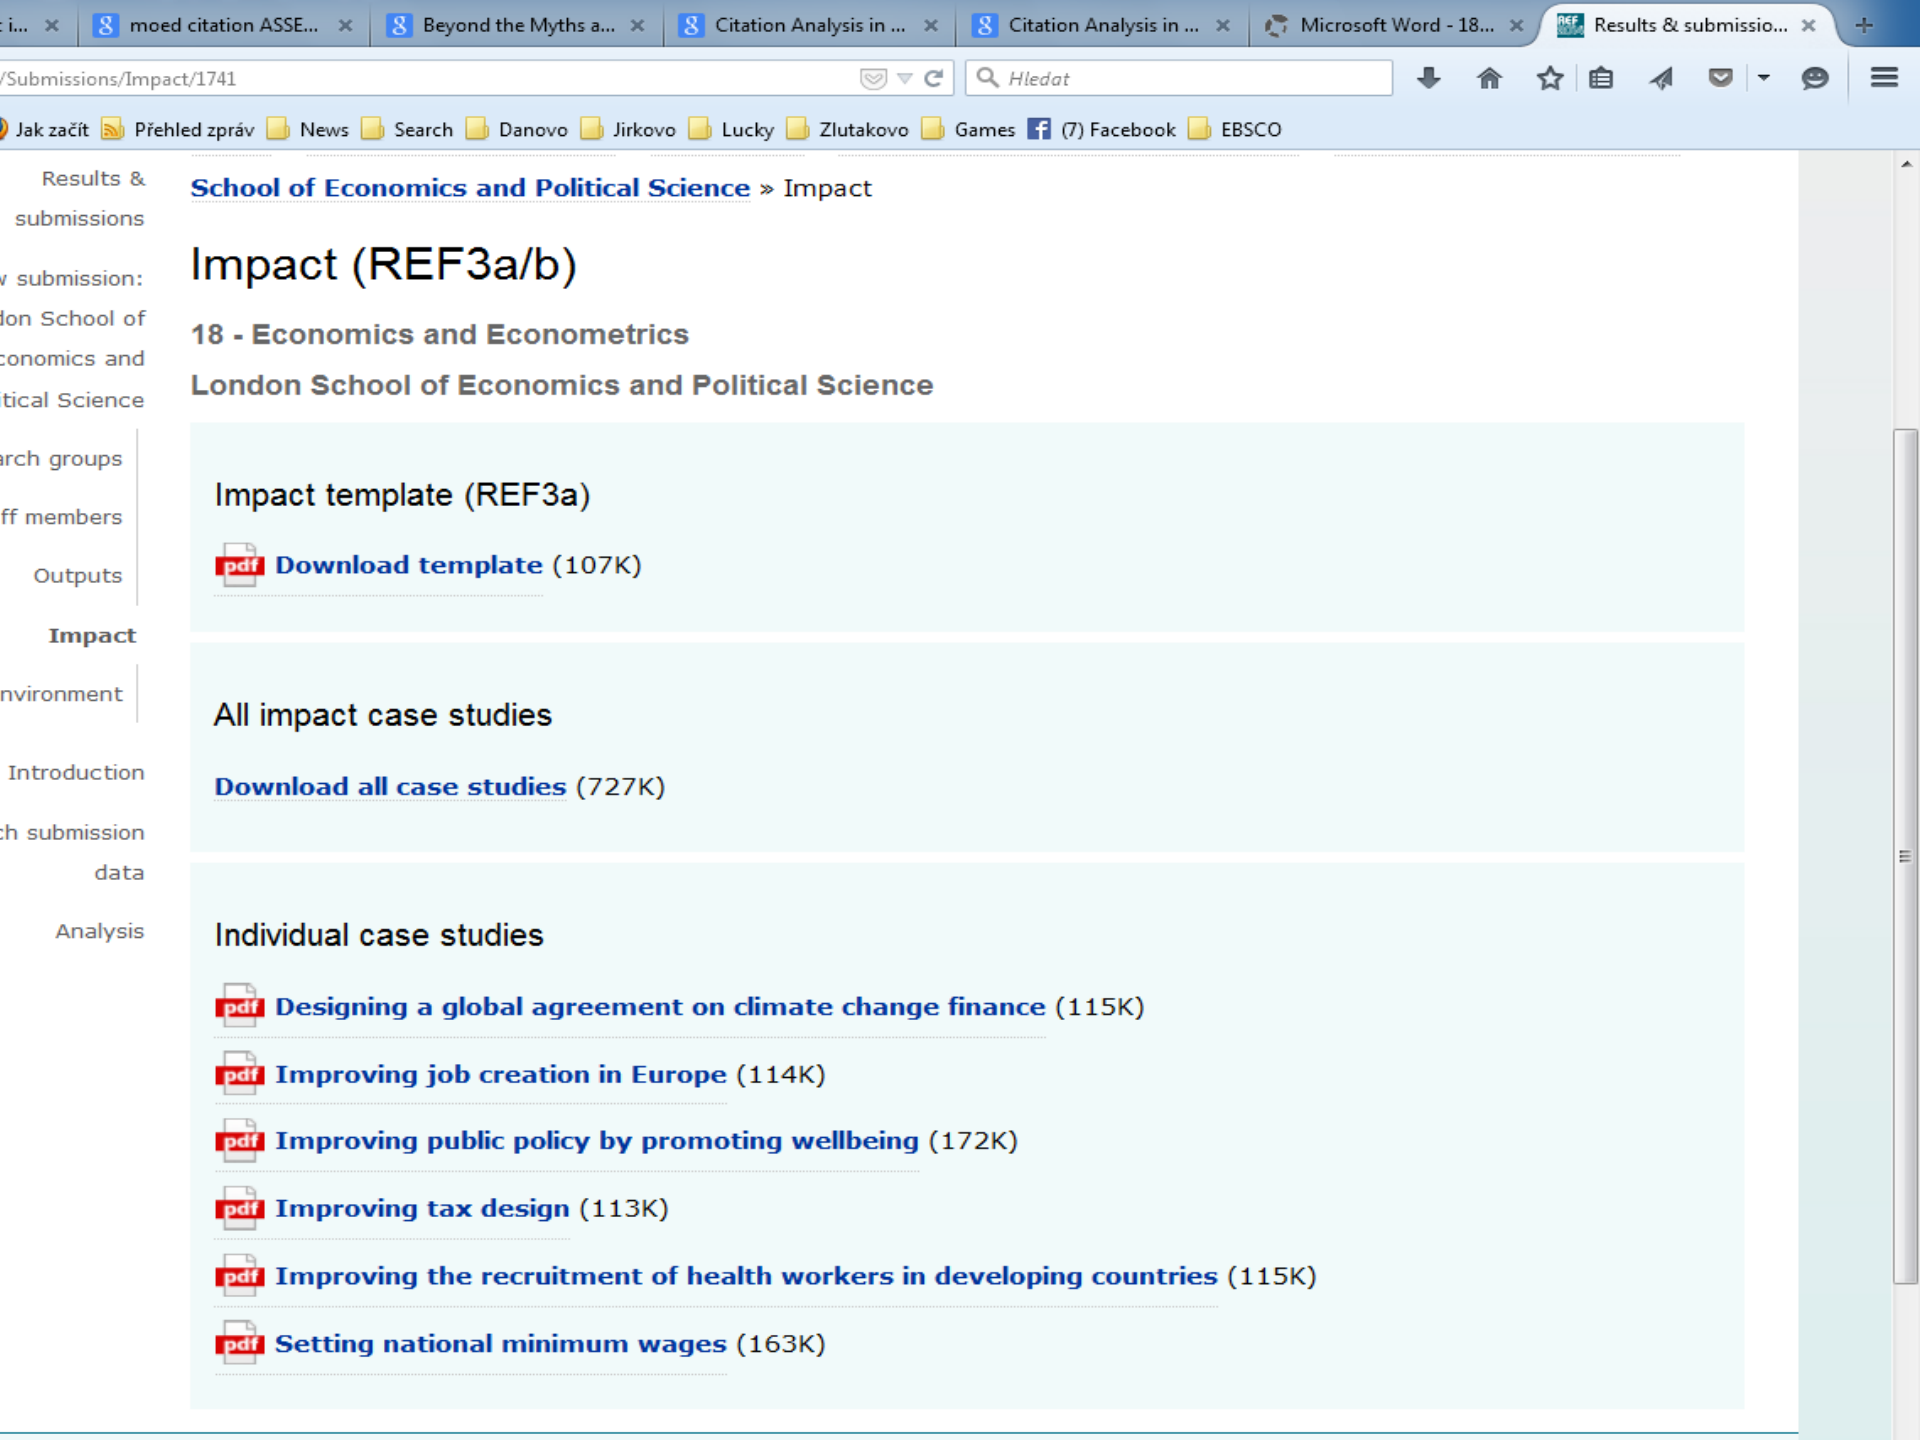 i...
moed citation ASSE...
Beyond the Myths a...
Citation Analysis in ...
Citation Analysis in ...
Microsoft Word - 18...
Results & submissio...
/Submissions/Impact/1741
Hledat
Jak začít
Přehled zpráv
News
Search
Danovo
Jirkovo
Lucky
Zlutakovo
Games
(7) Facebook
EBSCO
Results &
submissions
submission:
don School of
conomics and
itical Science
arch groups
ff members
Outputs
Impact
nvironment
Introduction
ch submission
data
Analysis
School of Economics and Political Science » Impact
Impact (REF3a/b)
18 - Economics and Econometrics
London School of Economics and Political Science
Impact template (REF3a)
pdf Download template (107K)
All impact case studies
Download all case studies (727K)
Individual case studies
pdf Designing a global agreement on climate change finance (115K)
pdf Improving job creation in Europe (114K)
pdf Improving public policy by promoting wellbeing (172K)
pdf Improving tax design (113K)
pdf Improving the recruitment of health workers in developing countries (115K)
pdf Setting national minimum wages (163K)